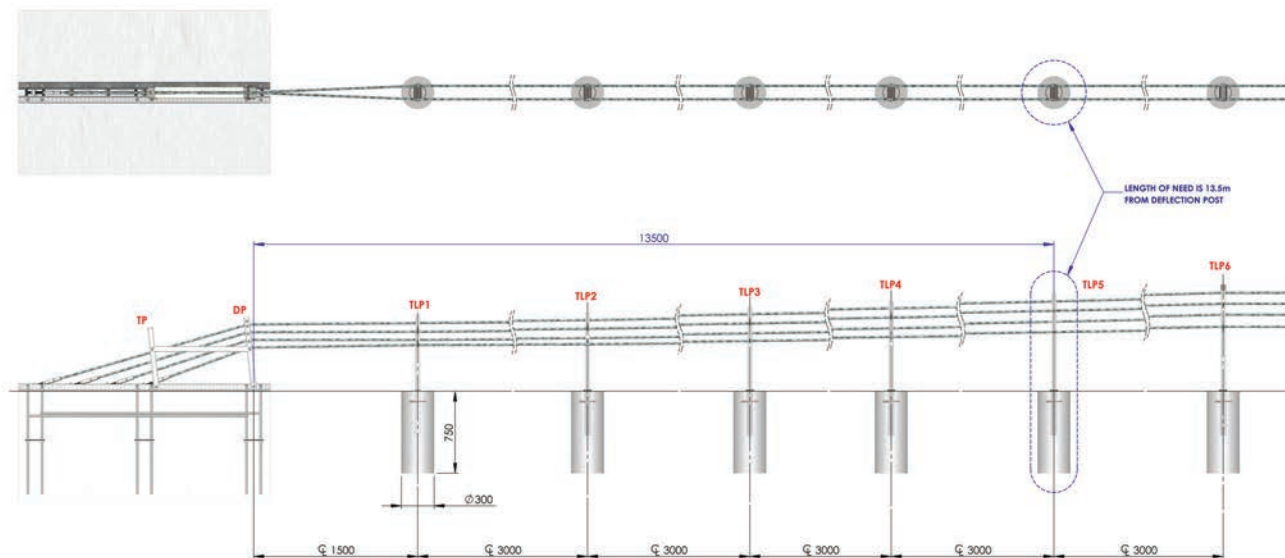 LENGTH OF NEED IS 13.5m
FROM DEFLECTION POST
13500
TP
DP
TLP1
TLP2
TLP3
TLP4
TLP5
TLP6
750
Ø300
℄ 1500
℄ 3000
℄ 3000
℄ 3000
℄ 3000
℄ 3000